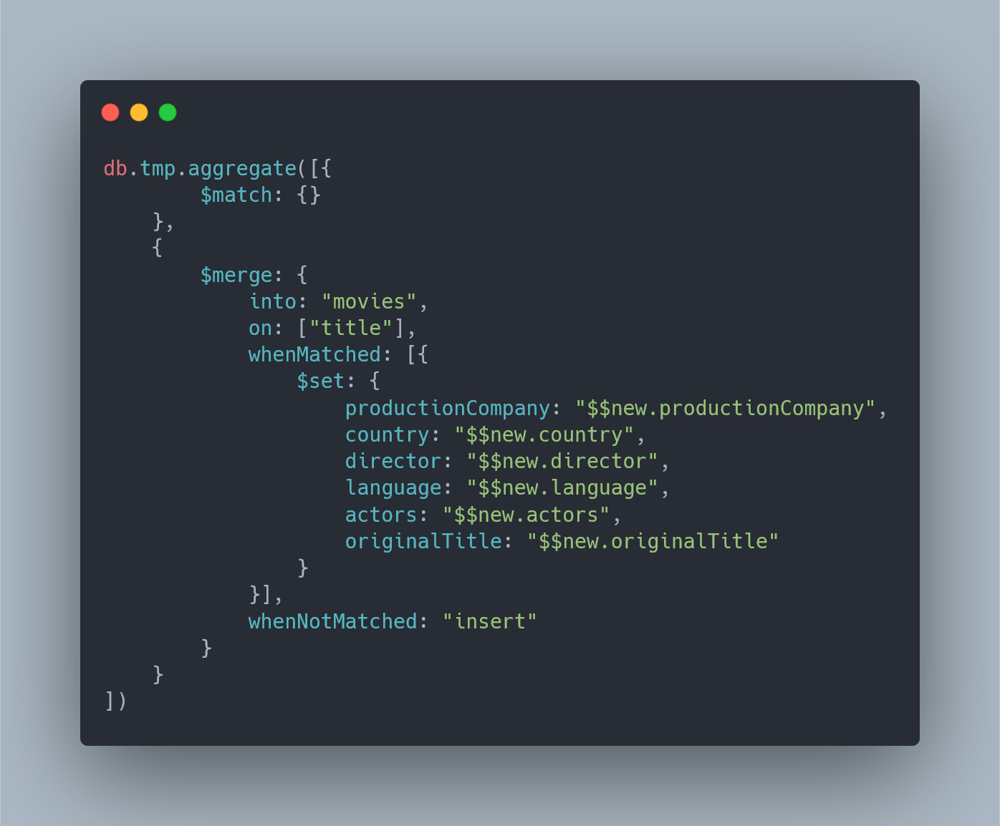 db.tmp.aggregate([{
        $match: {}
    },
    {
        $merge: {
            into: "movies",
            on: ["title"],
            whenMatched: [{
                $set: {
                    productionCompany: "$$new.productionCompany",
                    country: "$$new.country",
                    director: "$$new.director",
                    language: "$$new.language",
                    actors: "$$new.actors",
                    originalTitle: "$$new.originalTitle"
                }
            }],
            whenNotMatched: "insert"
        }
    }
])